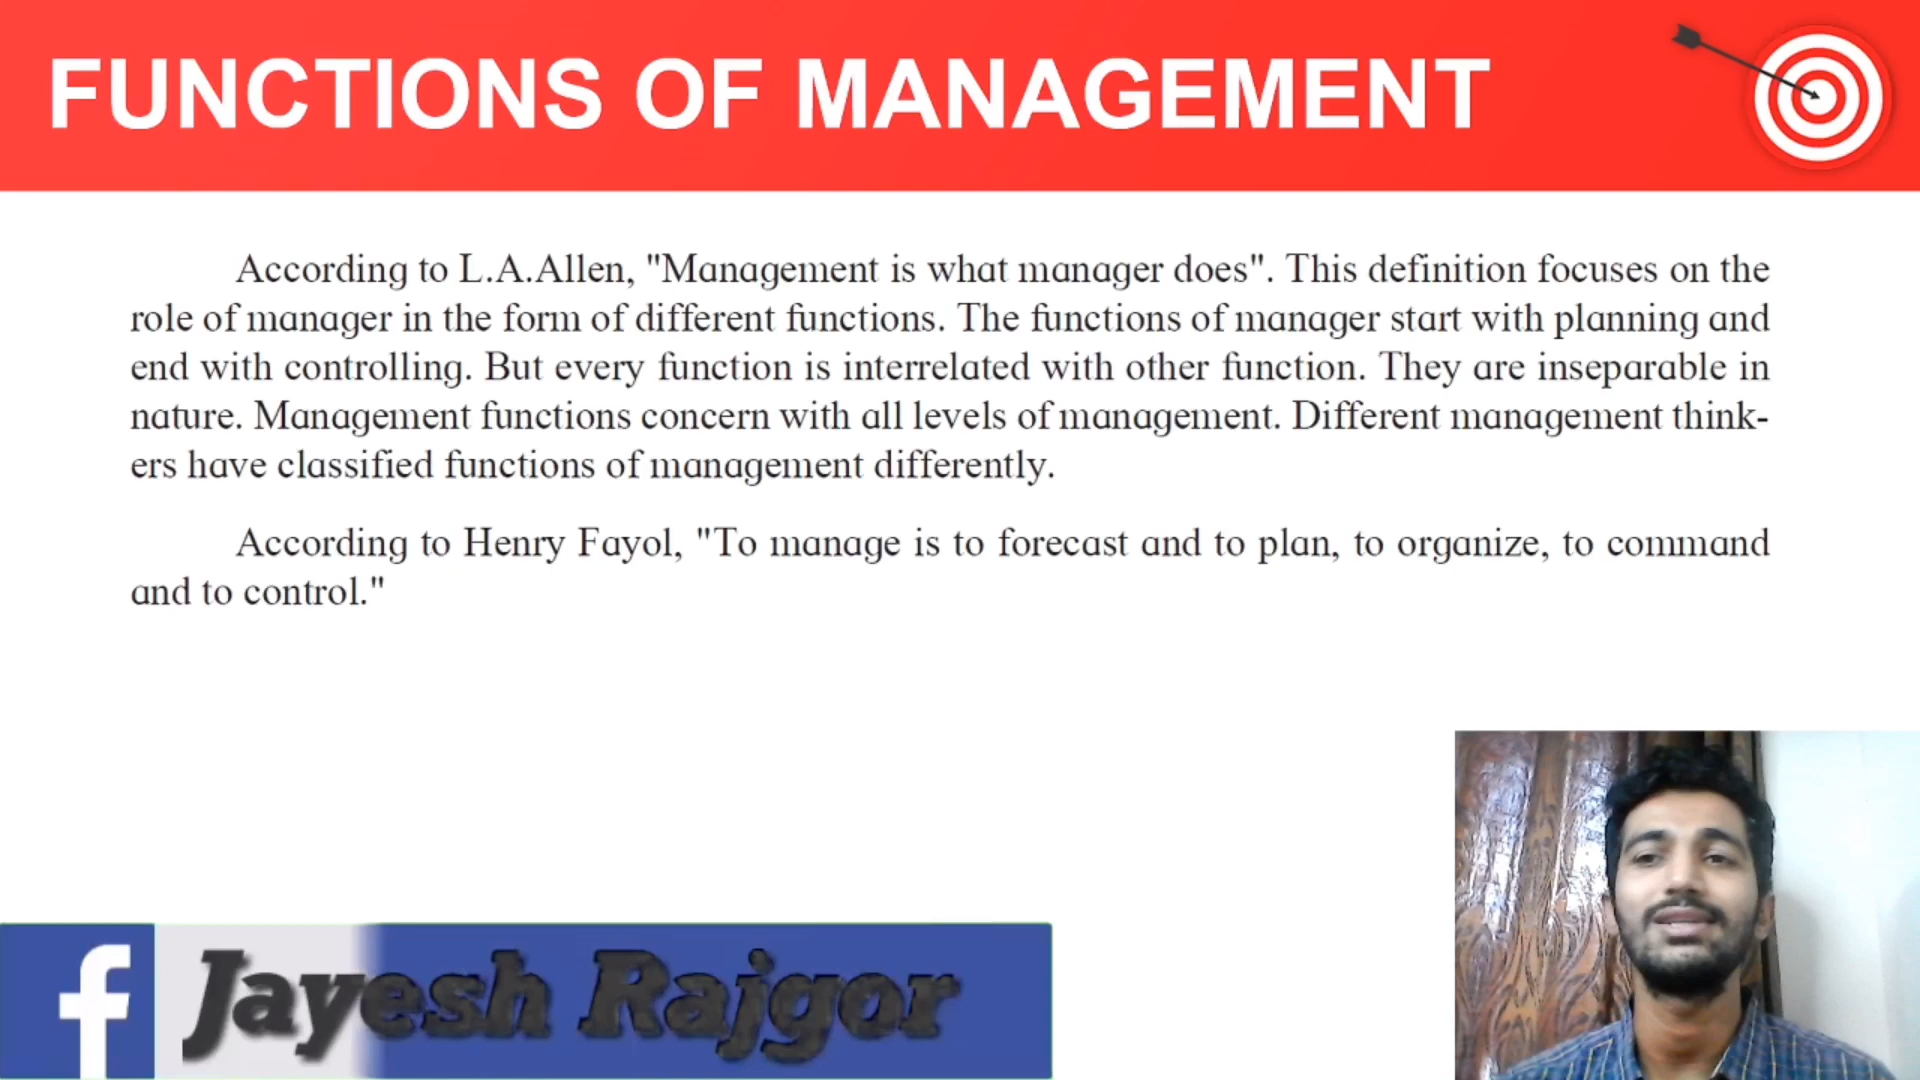 FUNCTIONS OF MANAGEMENT
According to L.A.Allen, "Management is what manager does". This definition focuses on the
role of manager in the form of different functions. The functions of manager start with planning and
end with controlling. But every function is interrelated with other function. They are inseparable in
nature. Management functions concern with all levels of management. Different management think-
ers have classified functions of management differently.
According to Henry Fayol, "To manage is to forecast and to plan, to organize, to command
and to control."
f Jayesh Rajgor